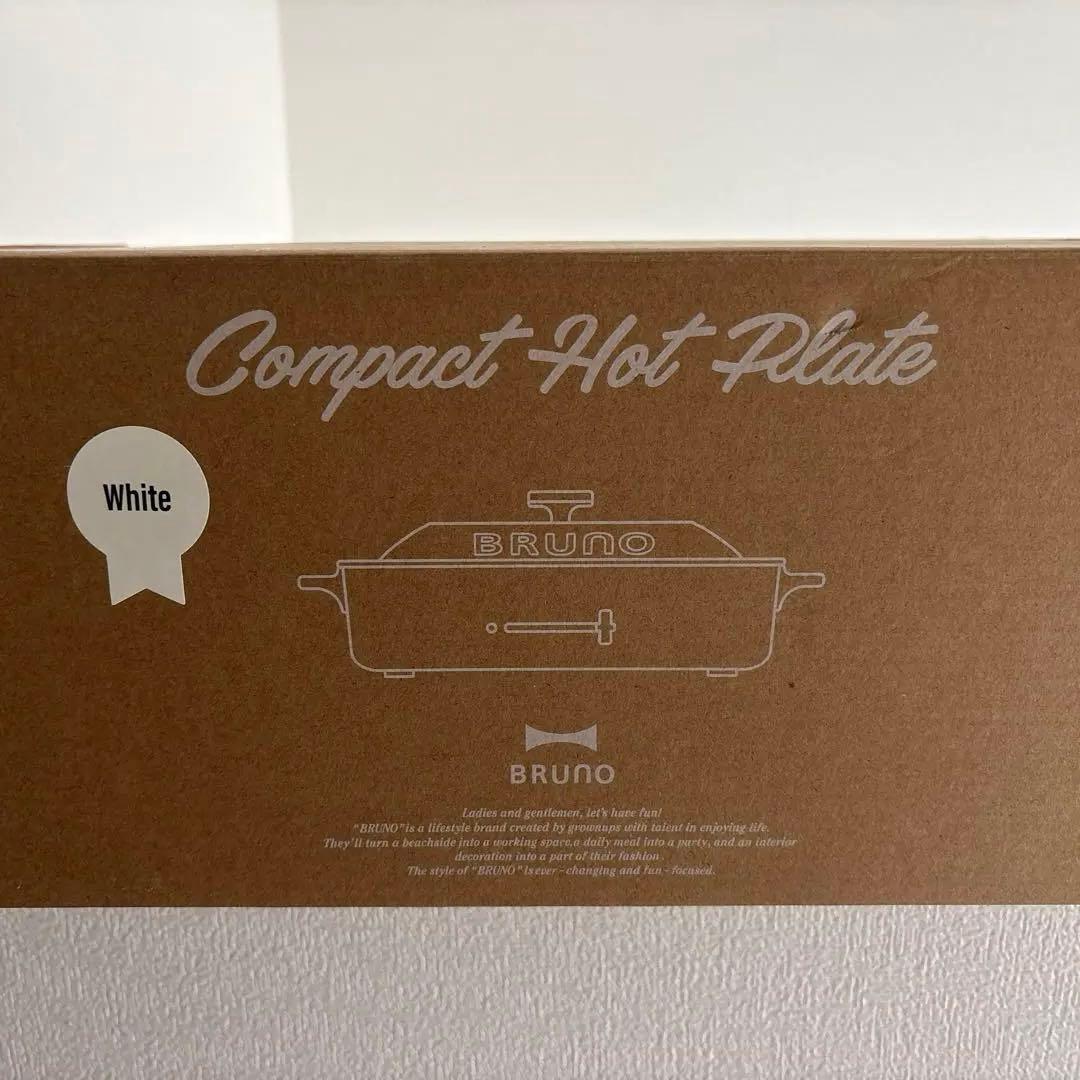 Compact Hot Plate
White
BRUNO
BRUNO
Ladies and gentlemen, let's have fun!
"BRUNO" is a lifestyle brand created by grownups with talent in enjoying life.
They'll turn a beachside into a working space,a daily meal into a party, and an interior
decoration into a part of their fashion.
The style of "BRUNO" is ever - changing and fun - focused.